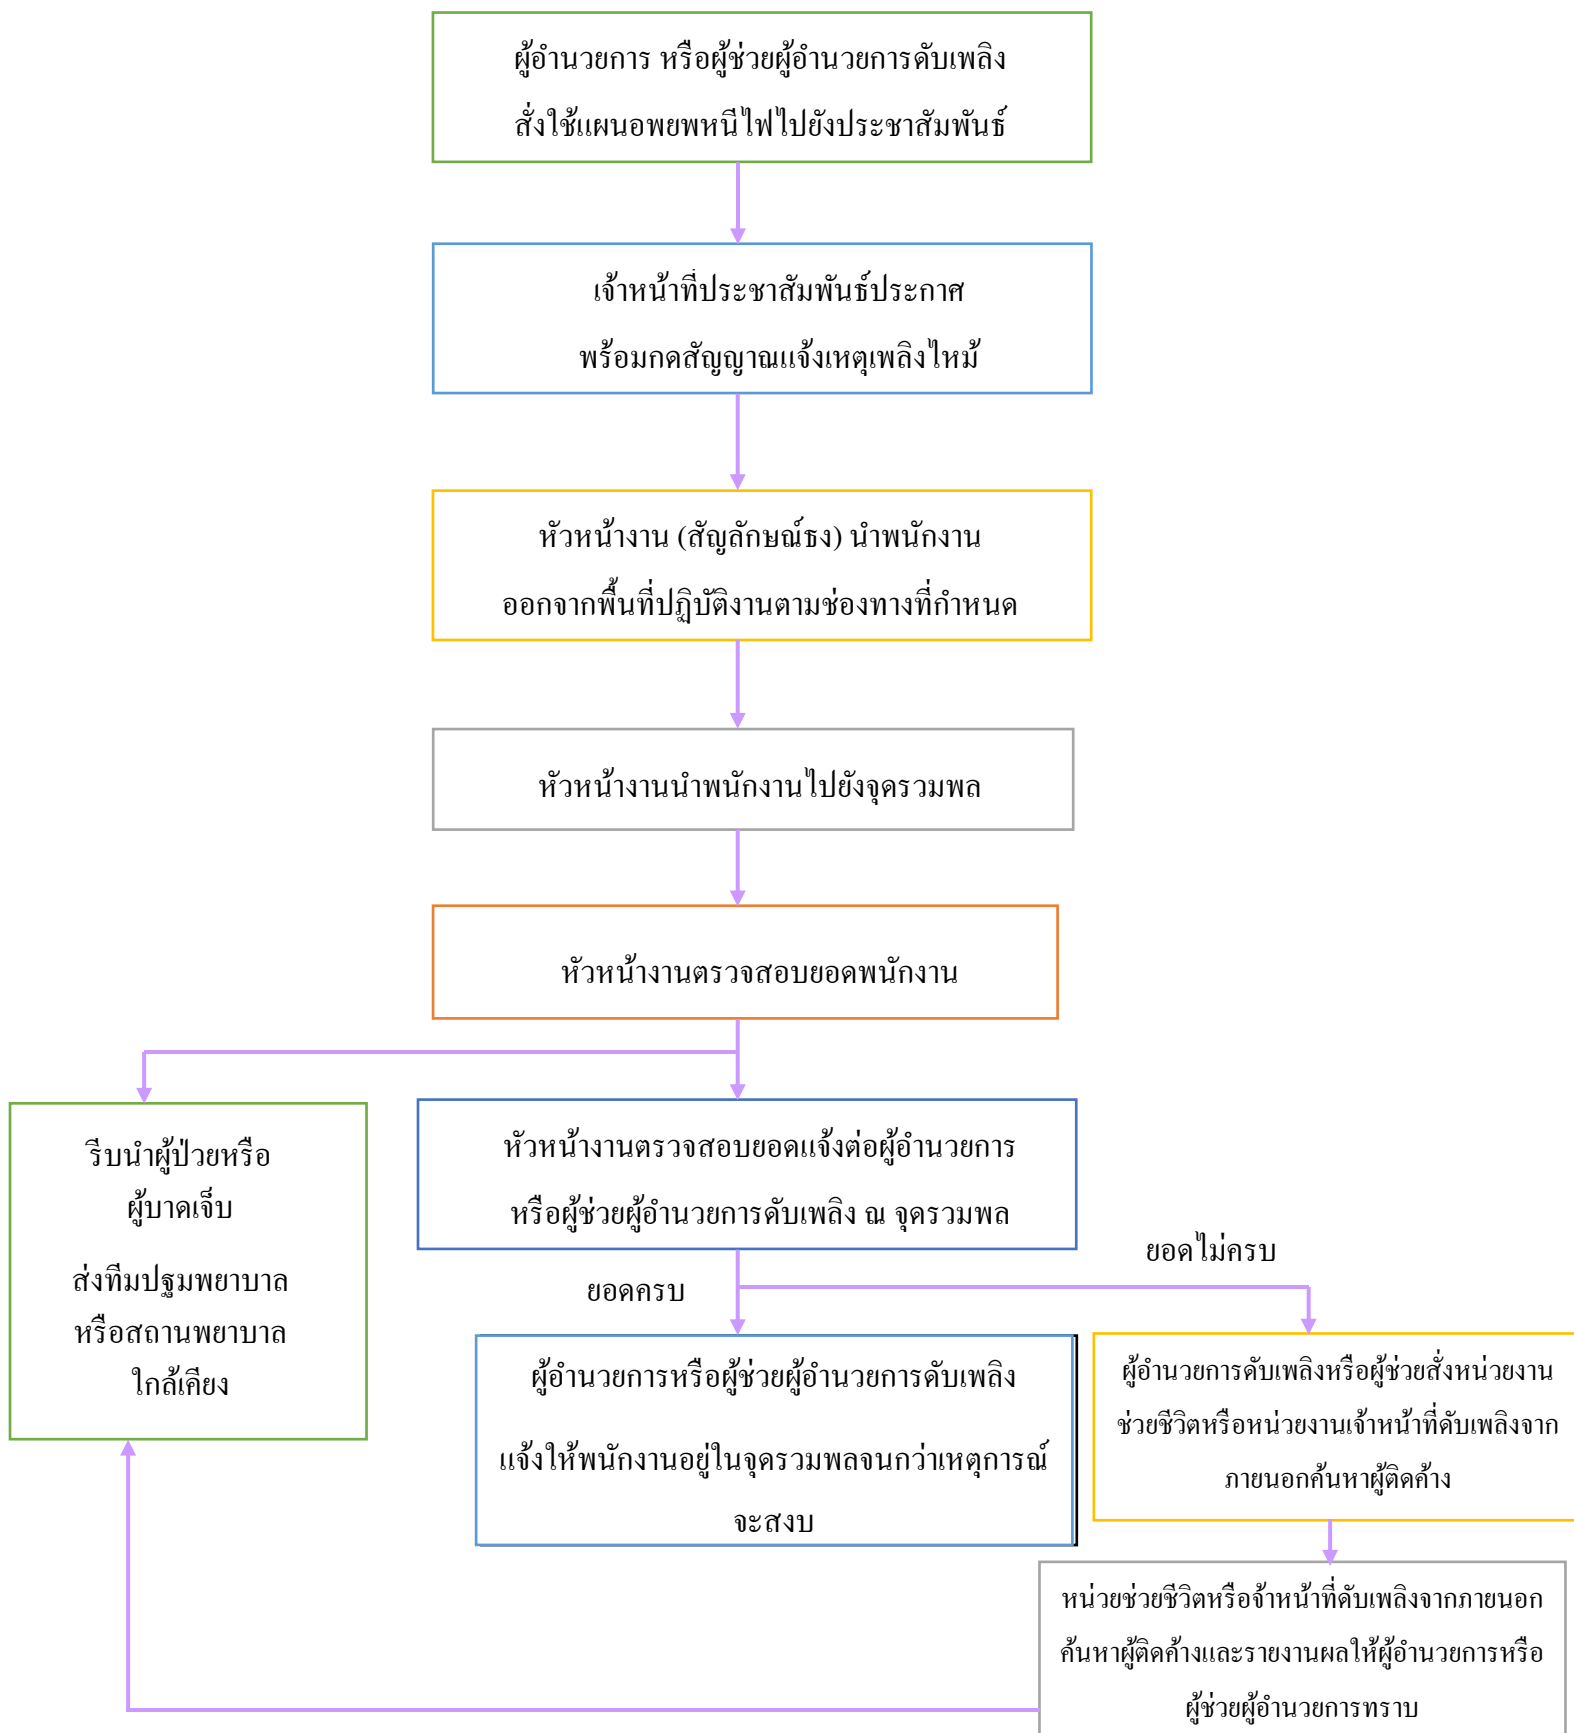 ผู้อำนวยการ หรือผู้ช่วยผู้อำนวยการดับเพลิง
สั่งใช้แผนอพยพหนีไฟไปยังประชาสัมพันธ์
เจ้าหน้าที่ประชาสัมพันธ์ประกาศ
พร้อมกดสัญญาณแจ้งเหตุเพลิงไหม้
หัวหน้างาน (สัญลักษณ์ธง) นำพนักงาน
ออกจากพื้นที่ปฏิบัติงานตามช่องทางที่กำหนด
หัวหน้างานนำพนักงานไปยังจุดรวมพล
หัวหน้างานตรวจสอบยอดพนักงาน
รีบนำผู้ป่วยหรือ
ผู้บาดเจ็บ
ส่งทีมปฐมพยาบาล
หรือสถานพยาบาล
ใกล้เคียง
หัวหน้างานตรวจสอบยอดแจ้งต่อผู้อำนวยการ
หรือผู้ช่วยผู้อำนวยการดับเพลิง ณ จุดรวมพล
ยอดครบ
ยอดไม่ครบ
ผู้อำนวยการหรือผู้ช่วยผู้อำนวยการดับเพลิง
แจ้งให้พนักงานอยู่ในจุดรวมพลจนกว่าเหตุการณ์
จะสงบ
ผู้อำนวยการดับเพลิงหรือผู้ช่วยสั่งหน่วยงาน
ช่วยชีวิตหรือหน่วยงานเจ้าหน้าที่ดับเพลิงจาก
ภายนอกค้นหาผู้ติดค้าง
หน่วยช่วยชีวิตหรือจ้าหน้าที่ดับเพลิงจากภายนอก
ค้นหาผู้ติดค้างและรายงานผลให้ผู้อำนวยการหรือ
ผู้ช่วยผู้อำนวยการทราบ